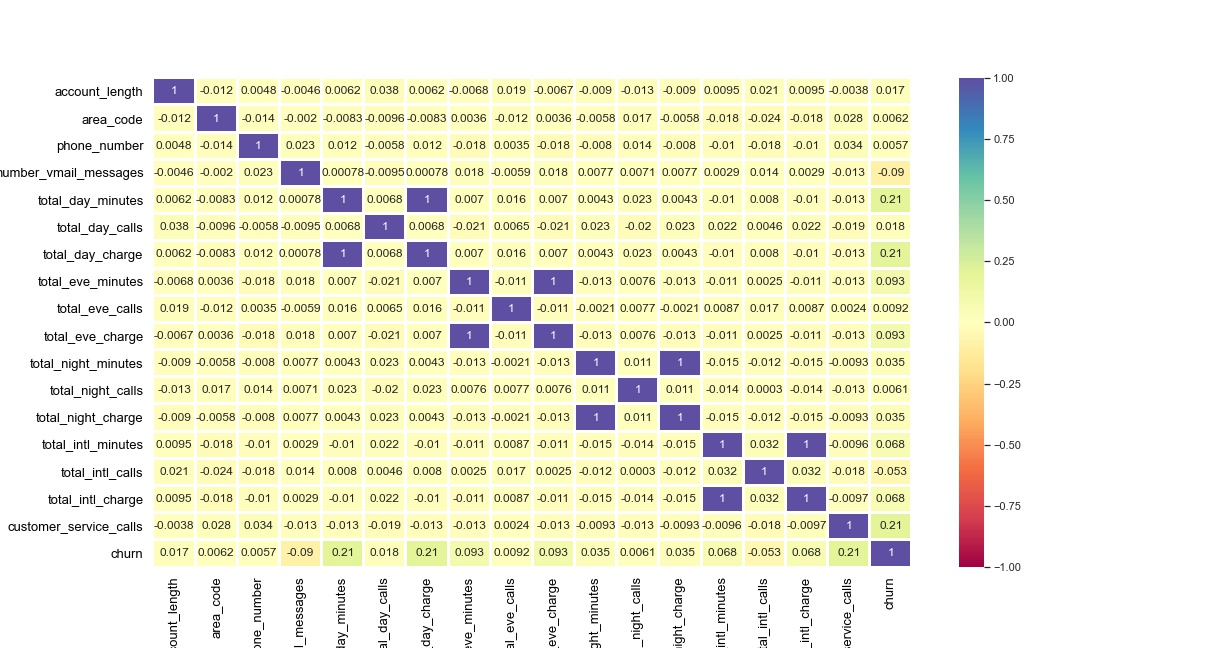 account_length 1 -0.012 0.0048 -0.0046 0.0062 0.038 0.0062 -0.0068 0.019 -0.0067 -0.009 -0.013 -0.009 0.0095 0.021 0.0095 -0.0038 0.017 1.00
area_code -0.012 1 -0.014 -0.002 -0.0083 -0.0096 -0.0083 0.0036 -0.012 0.0036 -0.0058 0.017 -0.0058 -0.018 -0.024 -0.018 0.028 0.0062
phone_number 0.0048 -0.014 1 0.023 0.012 -0.0058 0.012 -0.018 0.0035 -0.018 -0.008 0.014 -0.008 -0.01 -0.018 -0.01 0.034 0.0057 0.75
number_vmail_messages -0.0046 -0.002 0.023 1 0.00078 -0.0095 0.00078 0.018 -0.0059 0.018 0.0077 0.0071 0.0077 0.0029 0.014 0.0029 -0.013 -0.09
total_day_minutes 0.0062 -0.0083 0.012 0.00078 1 0.0068 1 0.007 0.016 0.007 0.0043 0.023 0.0043 -0.01 0.008 -0.01 -0.013 0.21 0.50
total_day_calls 0.038 -0.0096 -0.0058 -0.0095 0.0068 1 0.0068 -0.021 0.0065 -0.021 0.023 -0.02 0.023 0.022 0.0046 0.022 -0.019 0.018
total_day_charge 0.0062 -0.0083 0.012 0.00078 1 0.0068 1 0.007 0.016 0.007 0.0043 0.023 0.0043 -0.01 0.008 -0.01 -0.013 0.21 0.25
total_eve_minutes -0.0068 0.0036 -0.018 0.018 0.007 -0.021 0.007 1 -0.011 1 -0.013 0.0076 -0.013 -0.011 0.0025 -0.011 -0.013 0.093
total_eve_calls 0.019 -0.012 0.0035 -0.0059 0.016 0.0065 0.016 -0.011 1 -0.011 -0.0021 0.0077 -0.0021 0.0087 0.017 0.0087 0.0024 0.0092 0.00
total_eve_charge -0.0067 0.0036 -0.018 0.018 0.007 -0.021 0.007 1 -0.011 1 -0.013 0.0076 -0.013 -0.011 0.0025 -0.011 -0.013 0.093
total_night_minutes -0.009 -0.0058 -0.008 0.0077 0.0043 0.023 0.0043 -0.013 -0.0021 -0.013 1 0.011 1 -0.015 -0.012 -0.015 -0.0093 0.035
total_night_calls -0.013 0.017 0.014 0.0071 0.023 -0.02 0.023 0.0076 0.0077 0.0076 0.011 1 0.011 -0.014 0.0003 -0.014 -0.013 0.0061 −0.25
total_night_charge -0.009 -0.0058 -0.008 0.0077 0.0043 0.023 0.0043 -0.013 -0.0021 -0.013 1 0.011 1 -0.015 -0.012 -0.015 -0.0093 0.035
total_intl_minutes 0.0095 -0.018 -0.01 0.0029 -0.01 0.022 -0.01 -0.011 0.0087 -0.011 -0.015 -0.014 -0.015 1 0.032 1 -0.0096 0.068 −0.50
total_intl_calls 0.021 -0.024 -0.018 0.014 0.008 0.0046 0.008 0.0025 0.017 0.0025 -0.012 0.0003 -0.012 0.032 1 0.032 -0.018 -0.053
total_intl_charge 0.0095 -0.018 -0.01 0.0029 -0.01 0.022 -0.01 -0.011 0.0087 -0.011 -0.015 -0.014 -0.015 1 0.032 1 -0.0097 0.068 −0.75
customer_service_calls -0.0038 0.028 0.034 -0.013 -0.013 -0.019 -0.013 -0.013 0.0024 -0.013 -0.0093 -0.013 -0.0093 -0.0096 -0.018 -0.0097 1 0.21
churn 0.017 0.0062 0.0057 -0.09 0.21 0.018 0.21 0.093 0.0092 0.093 0.035 0.0061 0.035 0.068 -0.053 0.068 0.21 1 −1.00
count_length
area_code
one_number
l_messages
day_minutes
al_day_calls
day_charge
eve_minutes
al_eve_calls
eve_charge
ght_minutes
_night_calls
ight_charge
intl_minutes
tal_intl_calls
_intl_charge
service_calls
churn